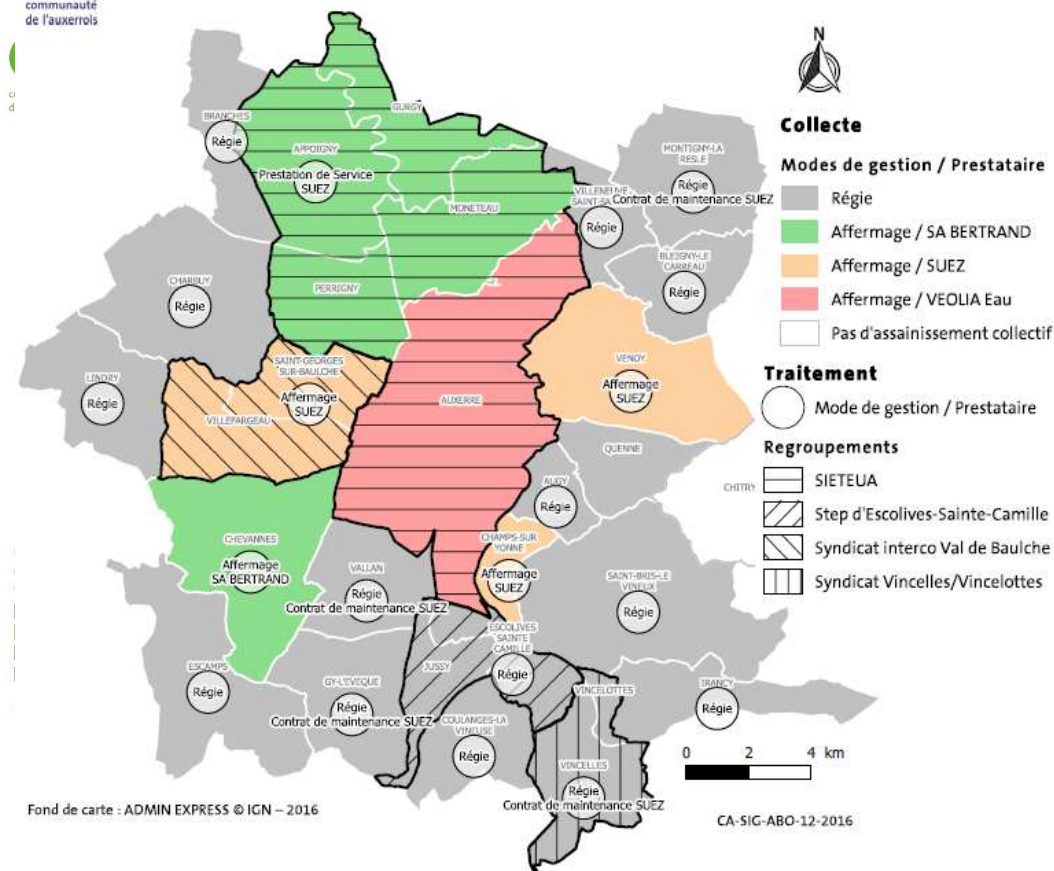 communauté
de l'auxerrois
N
BRANCHES
Régie
GURGY
APPOIGNY
Prestation de Service
SUEZ
MONETEAU
MONTIGNY-LA
RESLE
Régie
Contrat de maintenance SUEZ
VILLENEUVE
SAINT-SA
Régie
BLEIGNY-LE
CARREAU
Régie
CHARBUY
Régie
PERRIGNY
LINDRY
Régie
SAINT-GEORGES
SUR-BAULCHE
Affermage
SUEZ
VILLEFARGEAU
AUXERRE
VENOY
Affermage
SUEZ
QUENNE
CHITRY
AUGY
Régie
CHEVANNES
Affermage
SA BERTRAND
VALLAN
Régie
Contrat de maintenance SUEZ
CHAMPS-SUR
YONNE
Affermage
SUEZ
SAINT-BRIS-LE
VINEUX
Régie
ESCOLIVES
SAINTE
CAMILLE
Régie
JUSSY
ESCAMPS
Régie
GY-L'EVEQUE
Régie
Contrat de maintenance SUEZ
COULANGES-LA
VINEUSE
Régie
VINCELOTTES
IRANCY
Régie
VINCELLES
Régie
Contrat de maintenance SUEZ
Collecte
Modes de gestion / Prestataire
Régie
Affermage / SA BERTRAND
Affermage / SUEZ
Affermage / VEOLIA Eau
Pas d'assainissement collectif
Traitement
Mode de gestion / Prestataire
Regroupements
SIETEUA
Step d'Escolives-Sainte-Camille
Syndicat interco Val de Baulche
Syndicat Vincelles/Vincelottes
0 2 4 km
Fond de carte : ADMIN EXPRESS © IGN – 2016
CA-SIG-ABO-12-2016